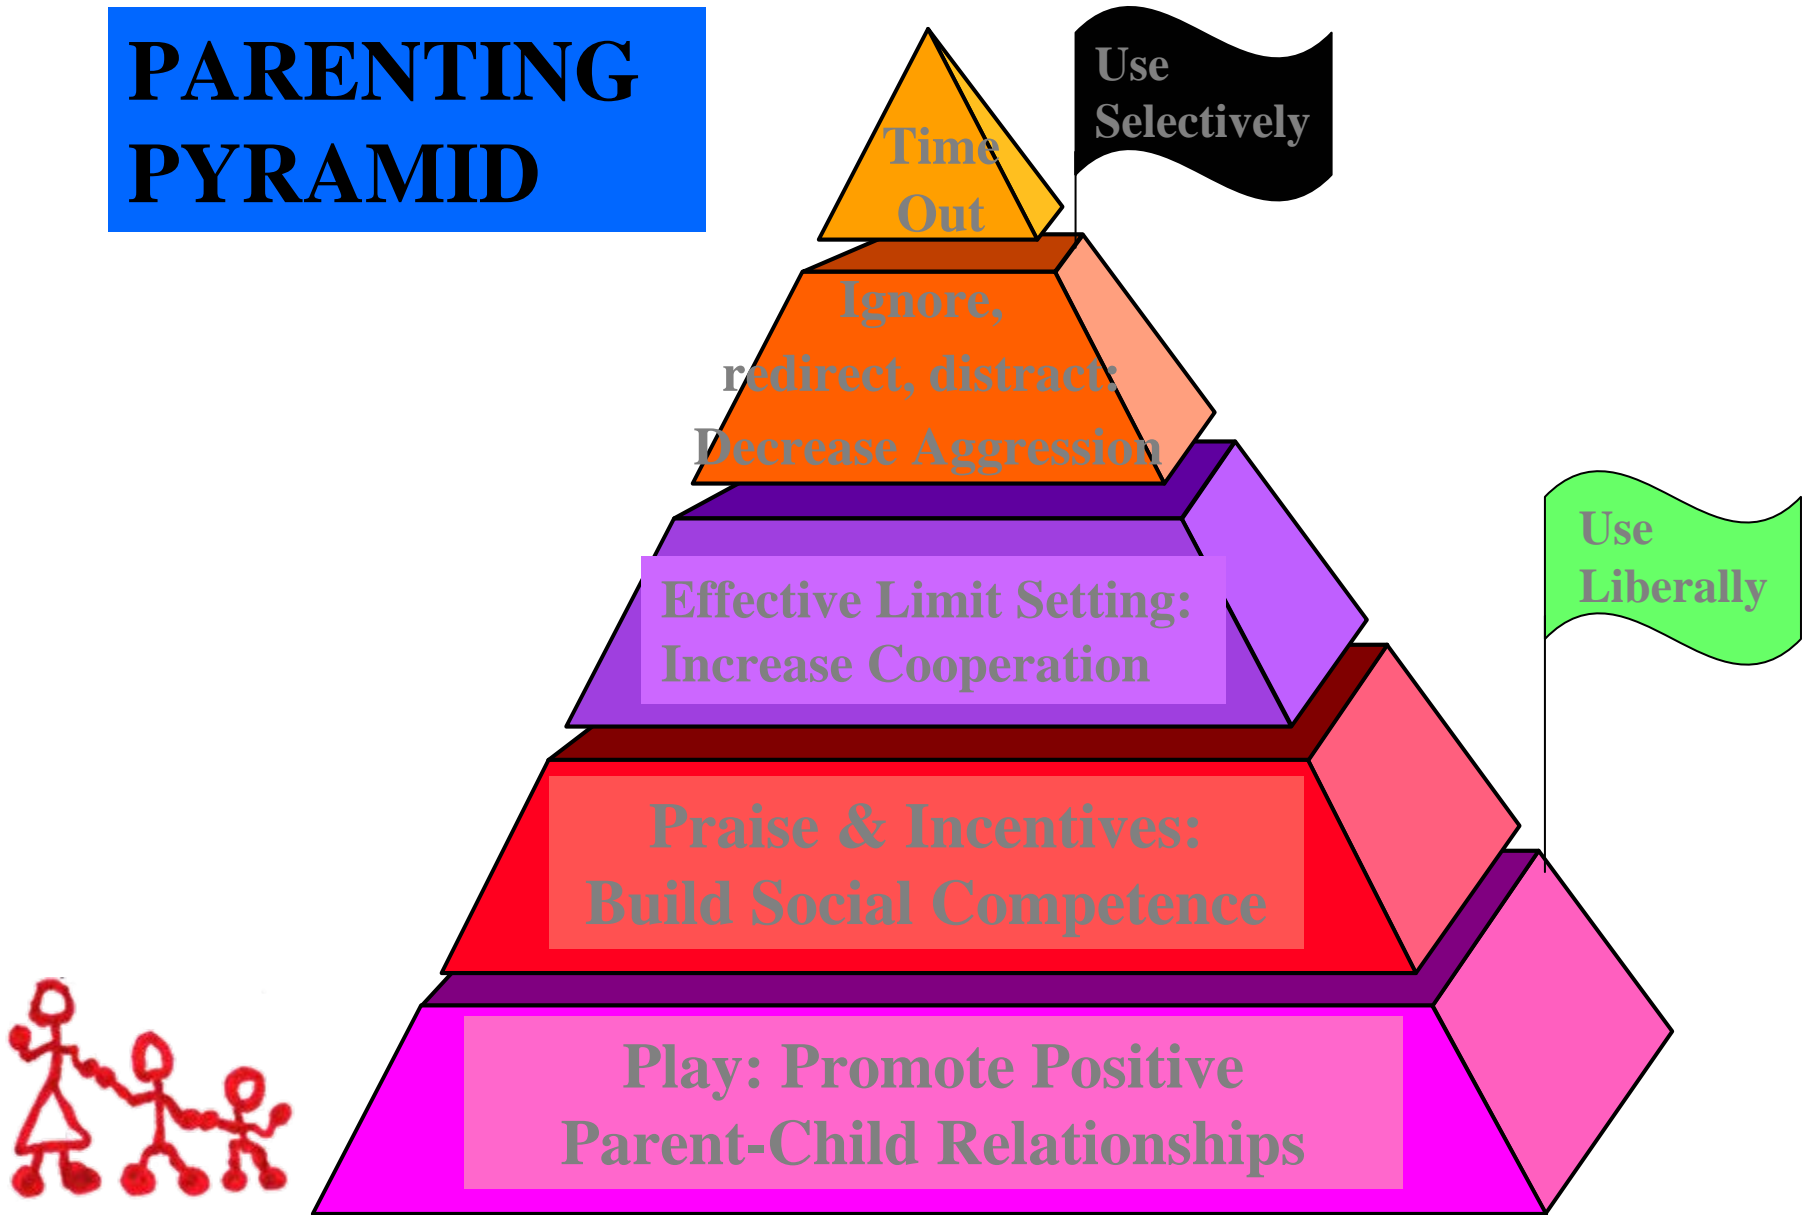 PARENTING
PYRAMID
Use
Selectively
Time
Out
Ignore,
redirect, distract:
Decrease Aggression
Use
Liberally
Effective Limit Setting:
Increase Cooperation
Praise & Incentives:
Build Social Competence
Play: Promote Positive
Parent-Child Relationships